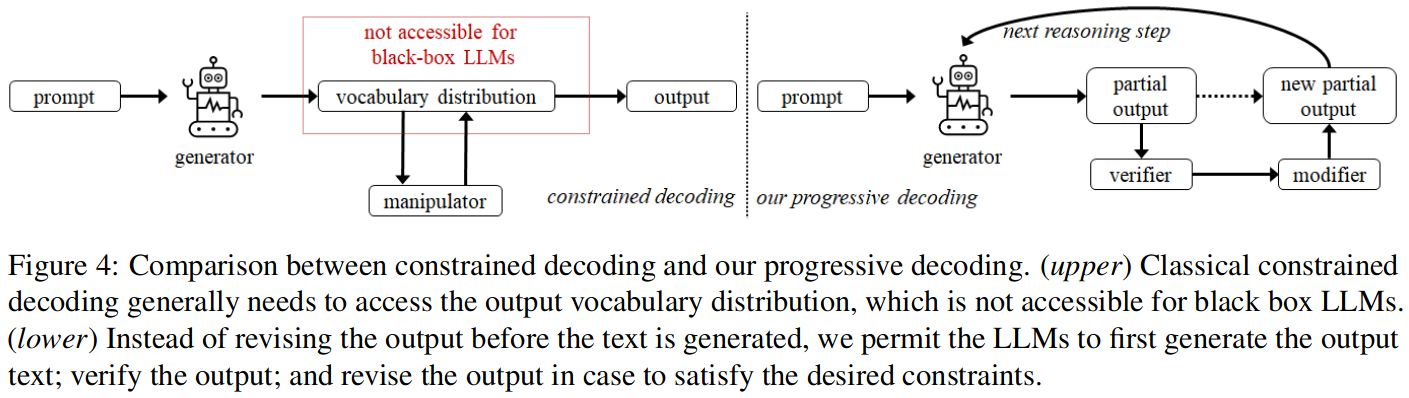 not accessible for
black-box LLMs
prompt
generator
vocabulary distribution
output
manipulator
constrained decoding
next reasoning step
prompt
generator
partial
output
new partial
output
verifier
modifier
our progressive decoding
Figure 4: Comparison between constrained decoding and our progressive decoding. (upper) Classical constrained
decoding generally needs to access the output vocabulary distribution, which is not accessible for black box LLMs.
(lower) Instead of revising the output before the text is generated, we permit the LLMs to first generate the output
text; verify the output; and revise the output in case to satisfy the desired constraints.